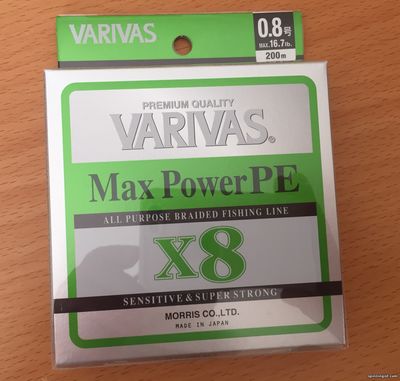 VARIVAS
0.8号
MAX.16.7lb.
200m
PREMIUM QUALITY
VARIVAS®
Max Power PE
ALL PURPOSE BRAIDED FISHING LINE
X8
SENSITIVE & SUPER STRONG
MORRIS CO.,LTD.
MADE IN JAPAN